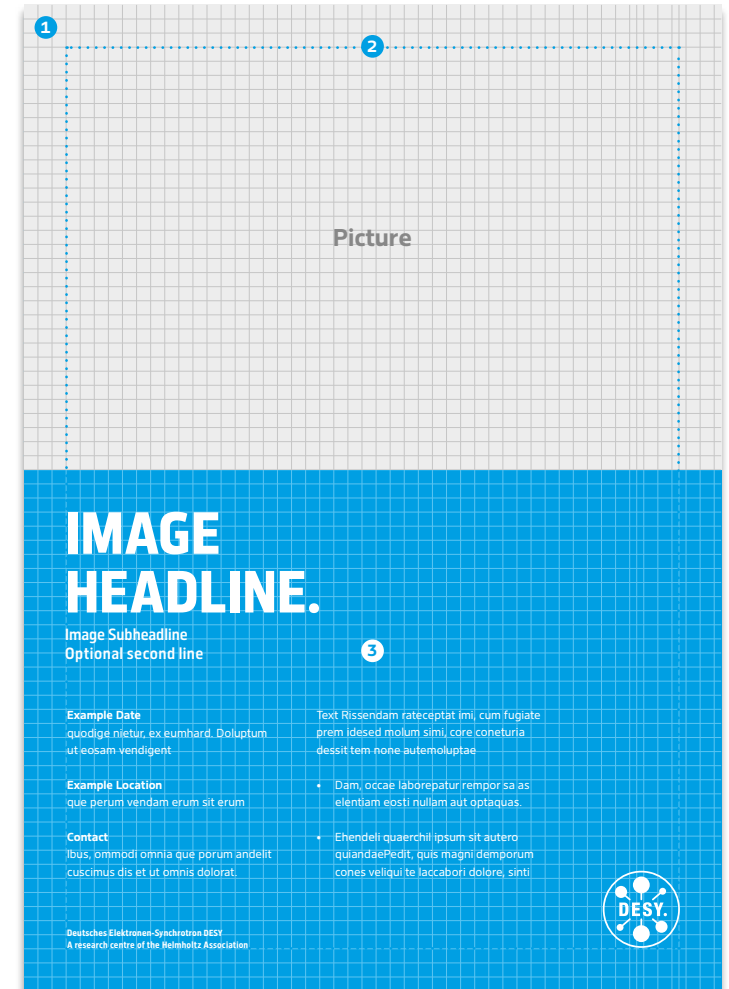 1
2
Picture
IMAGE
HEADLINE.
Image Subheadline
Optional second line
3
Example Date
quodige nietur, ex eumhard. Doluptum
ut eosam vendigent
Example Location
que perum vendam erum sit erum
Contact
Ibus, ommodi omnia que porum andelit
cuscimus dis et ut omnis dolorat.
Text Rissendam rateceptat imi, cum fugiate
prem idesed molum simi, core coneturia
dessit tem none autemoluptae
• Dam, occae laborepatur rempor sa as
elentiam eosti nullam aut optaquas.
• Ehendeli quaerchil ipsum sit autero
quiandaePedit, quis magni demporum
cones veliqui te laccabori dolore, sinti
Deutsches Elektronen-Synchrotron DESY
A research centre of the Helmholtz Association
DESY.